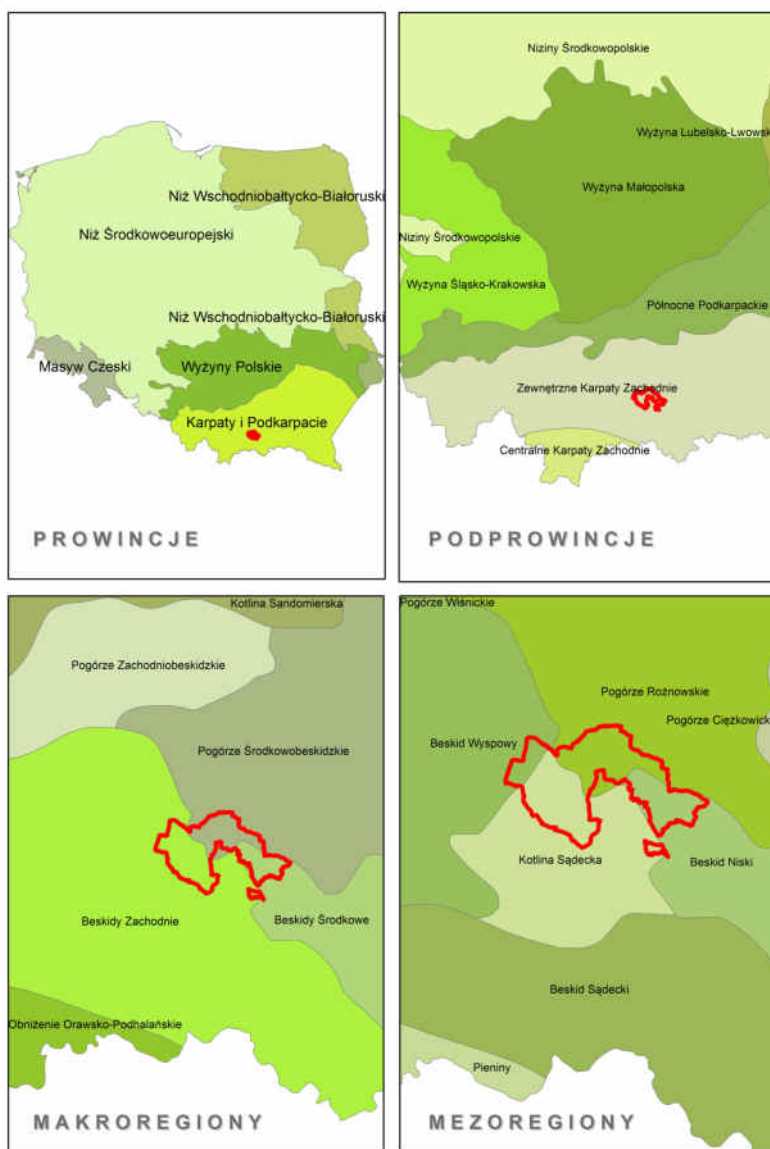 Niż Wschodniobałtycko-Białoruski
Niż Środkowoeuropejski
Niż Wschodniobałtycko-Białoruski
Masyw Czeski
Wyżyny Polskie
Karpaty i Podkarpacie
PROWINCJE
Niziny Środkowopolskie
Wyżyna Lubelsko-Lwowsk
Wyżyna Małopolska
Niziny Środkowopolskie
Wyżyna Śląsko-Krakowska
Północne Podkarpackie
Zewnętrzne Karpaty Zachodnie
Centralne Karpaty Zachodnie
PODPROWINCJE
Kotlina Sandomierska
Pogórze Zachodniobeskidzkie
Pogórze Środkowobeskidzkie
Beskidy Zachodnie
Beskidy Środkowe
Obniżenie Orawsko-Podhalańskie
MAKROREGIONY
Pogórze Wiśnickie
Pogórze Rożnowskie
Pogórze Ciężkowick
Beskid Wyspowy
Kotlina Sądecka
Beskid Niski
Beskid Sądecki
Pieniny
MEZOREGIONY